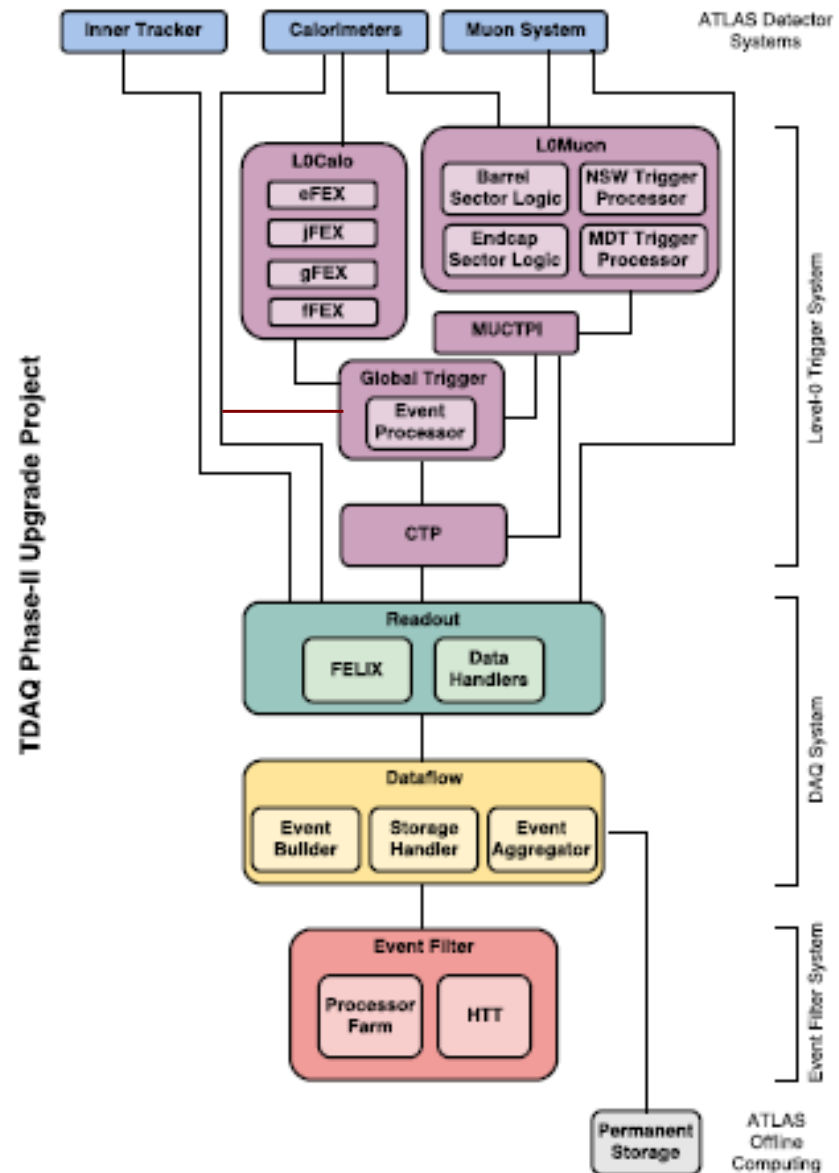 Inner Tracker
Calorimeters
Muon System
ATLAS Detector
Systems
L0Calo
eFEX
jFEX
gFEX
fFEX
L0Muon
Barrel
Sector Logic
NSW Trigger
Processor
Endcap
Sector Logic
MDT Trigger
Processor
MUCTPI
Global Trigger
Event
Processor
CTP
Level-0 Trigger System
TDAQ Phase-II Upgrade Project
Readout
FELIX
Data
Handlers
Dataflow
Event
Builder
Storage
Handler
Event
Aggregator
DAQ System
Event Filter
Processor
Farm
HTT
Event Filter System
Permanent
Storage
ATLAS
Offline
Computing